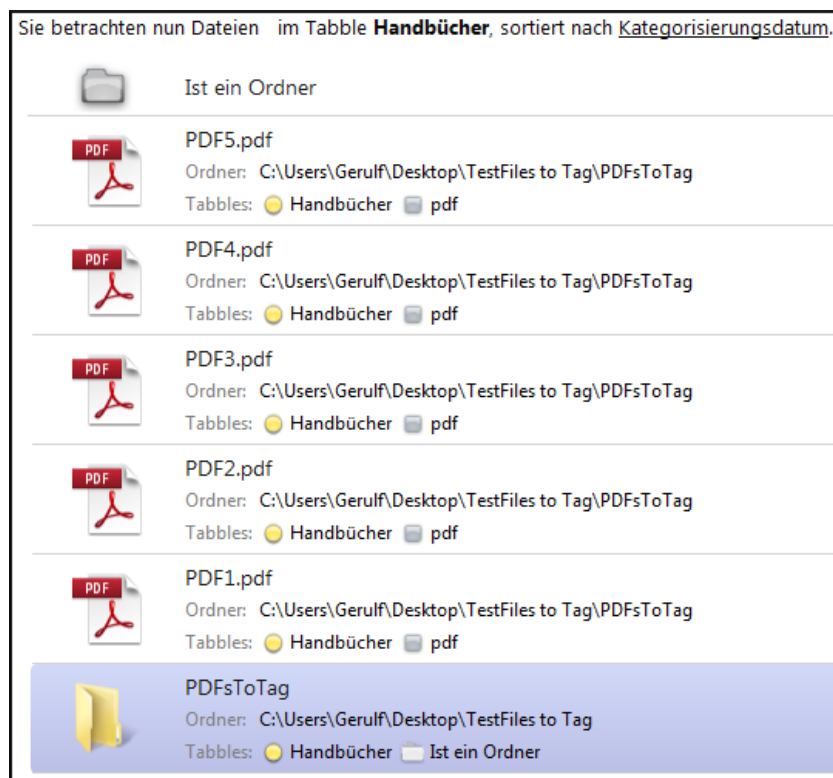 Sie betrachten nun Dateien im Tabble Handbücher, sortiert nach Kategorisierungsdatum.
Ist ein Ordner
PDF
PDF5.pdf
Ordner: C:\Users\Gerulf\Desktop\TestFiles to Tag\PDFsToTag
Tabbles: Handbücher pdf
PDF
PDF4.pdf
Ordner: C:\Users\Gerulf\Desktop\TestFiles to Tag\PDFsToTag
Tabbles: Handbücher pdf
PDF
PDF3.pdf
Ordner: C:\Users\Gerulf\Desktop\TestFiles to Tag\PDFsToTag
Tabbles: Handbücher pdf
PDF
PDF2.pdf
Ordner: C:\Users\Gerulf\Desktop\TestFiles to Tag\PDFsToTag
Tabbles: Handbücher pdf
PDF
PDF1.pdf
Ordner: C:\Users\Gerulf\Desktop\TestFiles to Tag\PDFsToTag
Tabbles: Handbücher pdf
PDFsToTag
Ordner: C:\Users\Gerulf\Desktop\TestFiles to Tag
Tabbles: Handbücher Ist ein Ordner